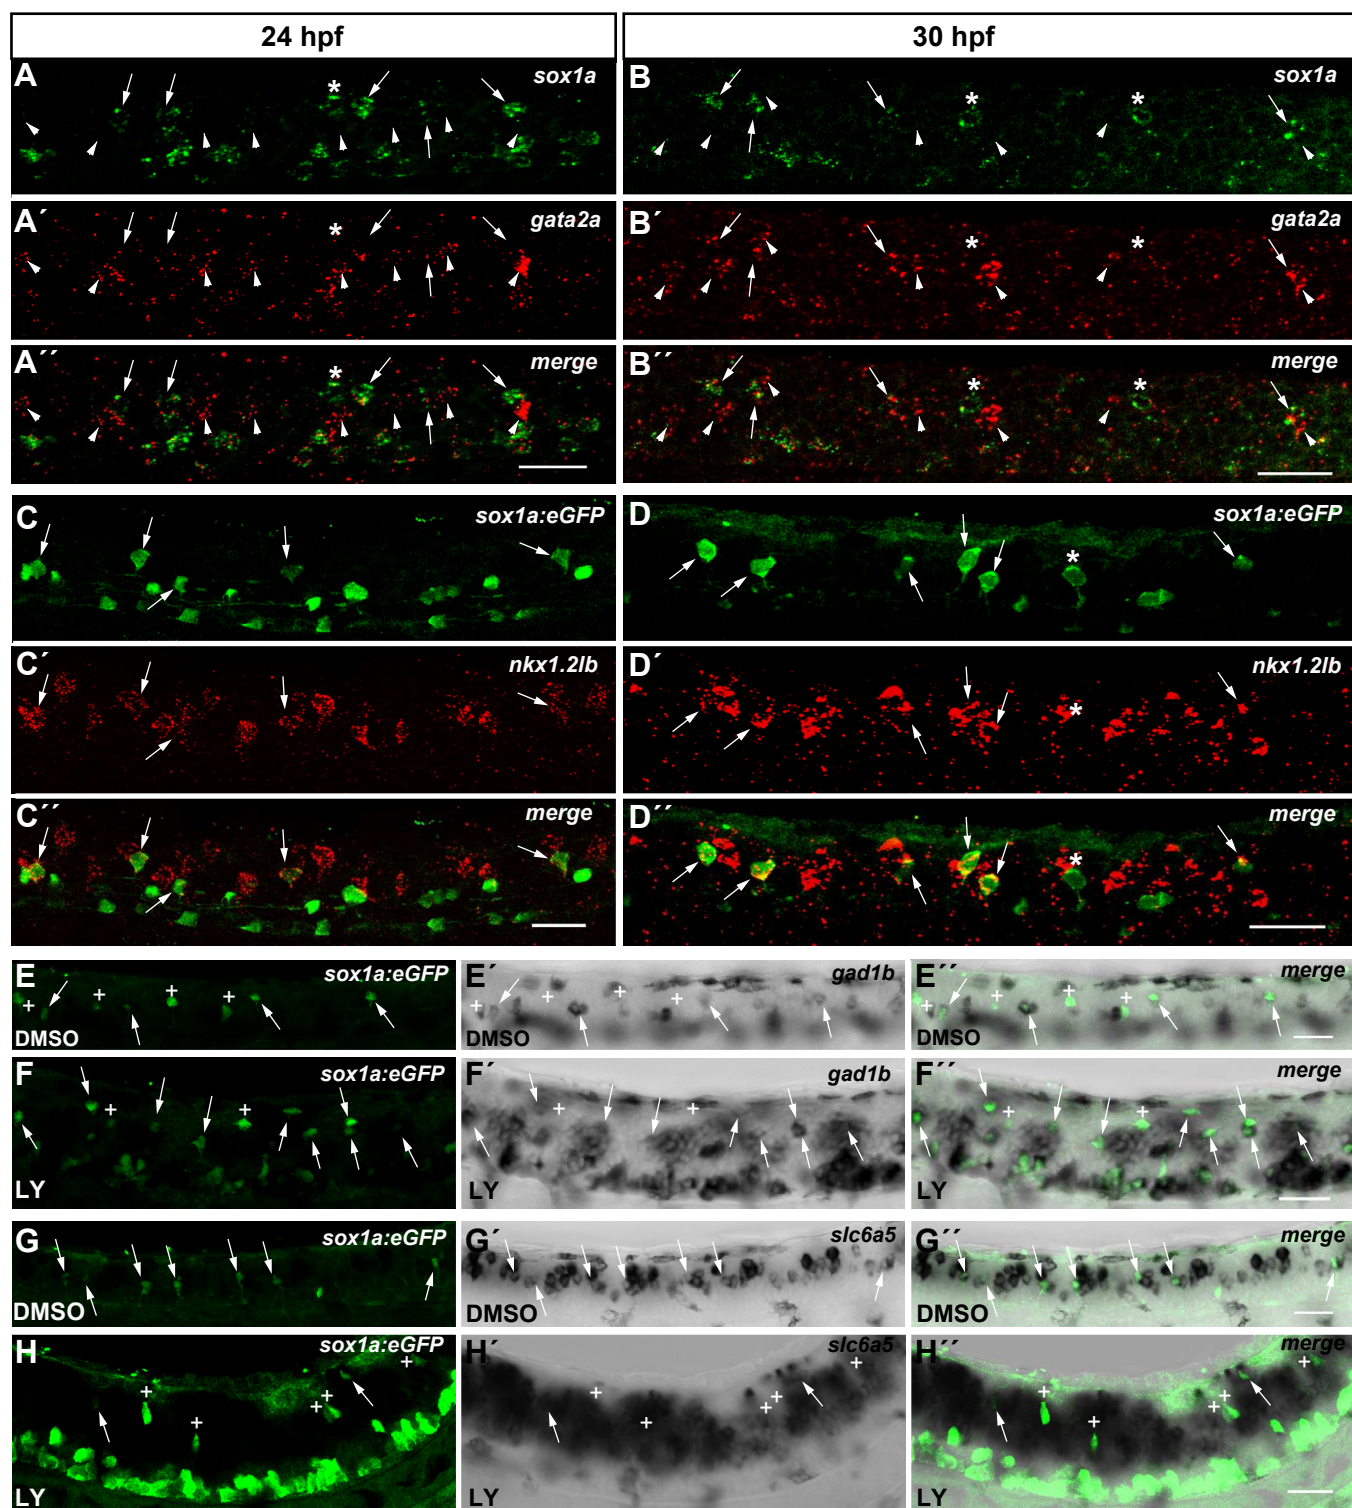 24 hpf
30 hpf
A sox1a
B sox1a
A´ gata2a
B´ gata2a
A´´ merge
B´´ merge
C sox1a:eGFP
D sox1a:eGFP
C´ nkx1.2lb
D´ nkx1.2lb
C´´ merge
D´´ merge
E sox1a:eGFP
DMSO
E´ gad1b
DMSO
E´´ merge
DMSO
F sox1a:eGFP
LY
F´ gad1b
LY
F´´ merge
LY
G sox1a:eGFP
DMSO
G´ slc6a5
DMSO
G´´ merge
DMSO
H sox1a:eGFP
LY
H´ slc6a5
LY
H´´ merge
LY